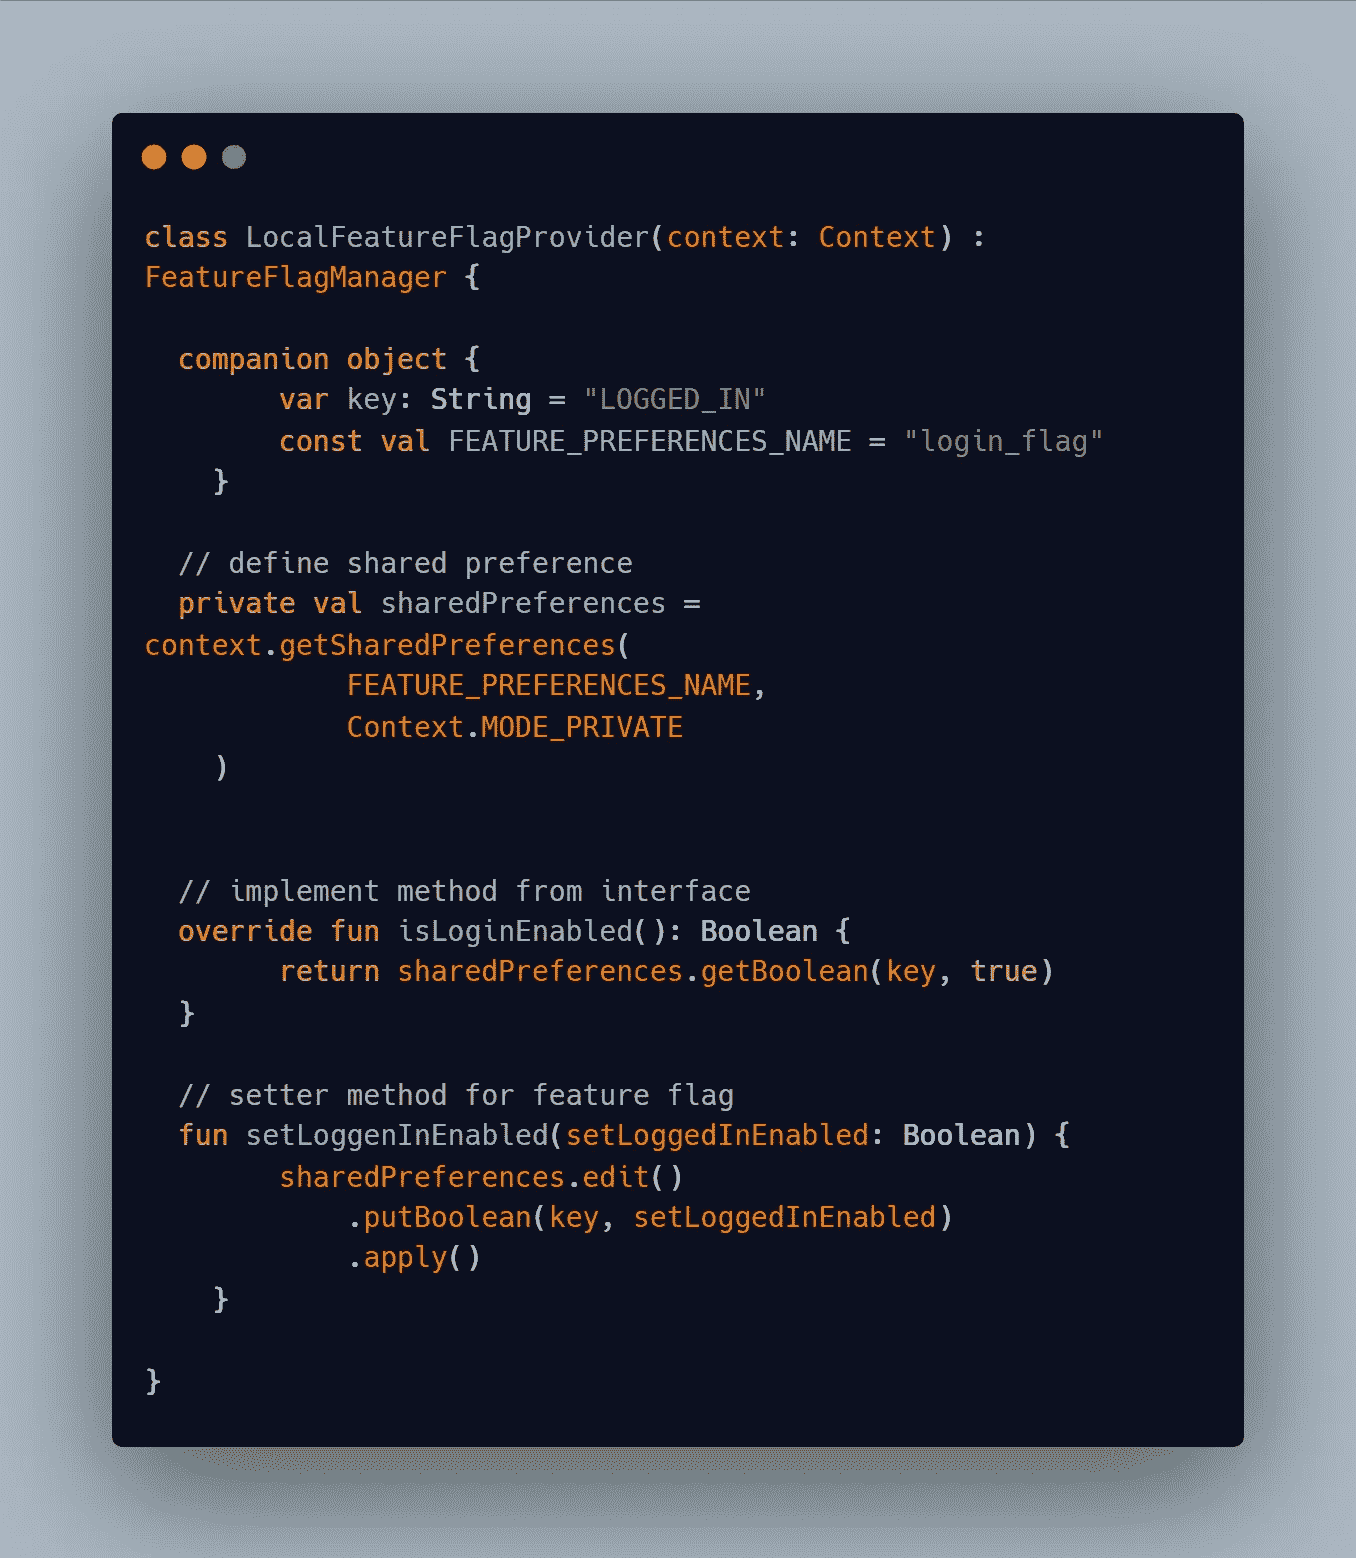 class LocalFeatureFlagProvider(context: Context) :
FeatureFlagManager {
companion object {
var key: String = "LOGGED_IN"
const val FEATURE_PREFERENCES_NAME = "login_flag"
}
// define shared preference
private val sharedPreferences =
context.getSharedPreferences(
FEATURE_PREFERENCES_NAME,
Context.MODE_PRIVATE
)
// implement method from interface
override fun isLoginEnabled(): Boolean {
return sharedPreferences.getBoolean(key, true)
}
// setter method for feature flag
fun setLoggenInEnabled(setLoggedInEnabled: Boolean) {
sharedPreferences.edit()
.putBoolean(key, setLoggedInEnabled)
.apply()
}
}